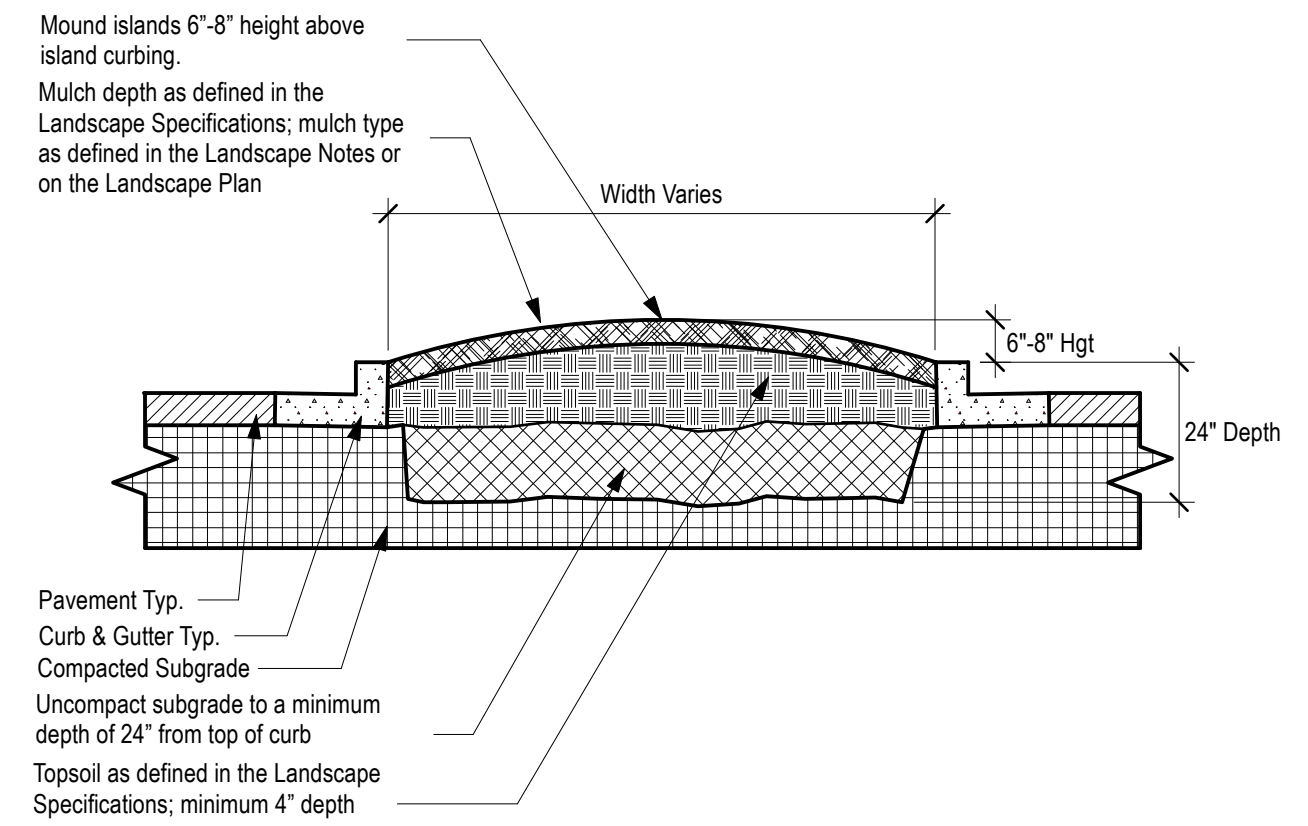 Mound islands 6”-8” height above
island curbing.
Mulch depth as defined in the
Landscape Specifications; mulch type
as defined in the Landscape Notes or
on the Landscape Plan
Width Varies
6"-8" Hgt
24" Depth
Pavement Typ.
Curb & Gutter Typ.
Compacted Subgrade
Uncompact subgrade to a minimum
depth of 24” from top of curb
Topsoil as defined in the Landscape
Specifications; minimum 4” depth